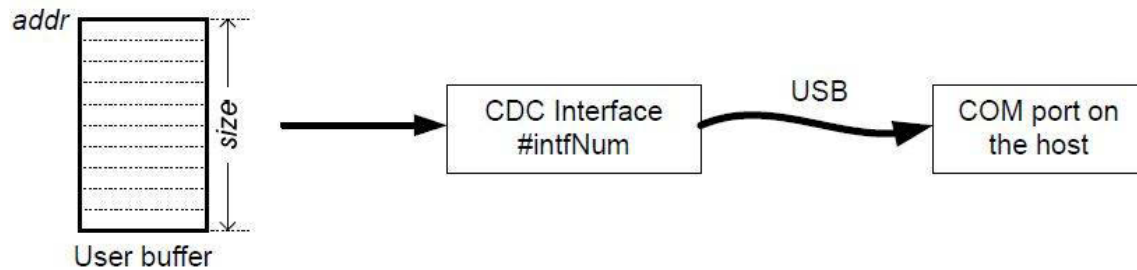 addr
size
User buffer
CDC Interface
#intfNum
USB
COM port on
the host